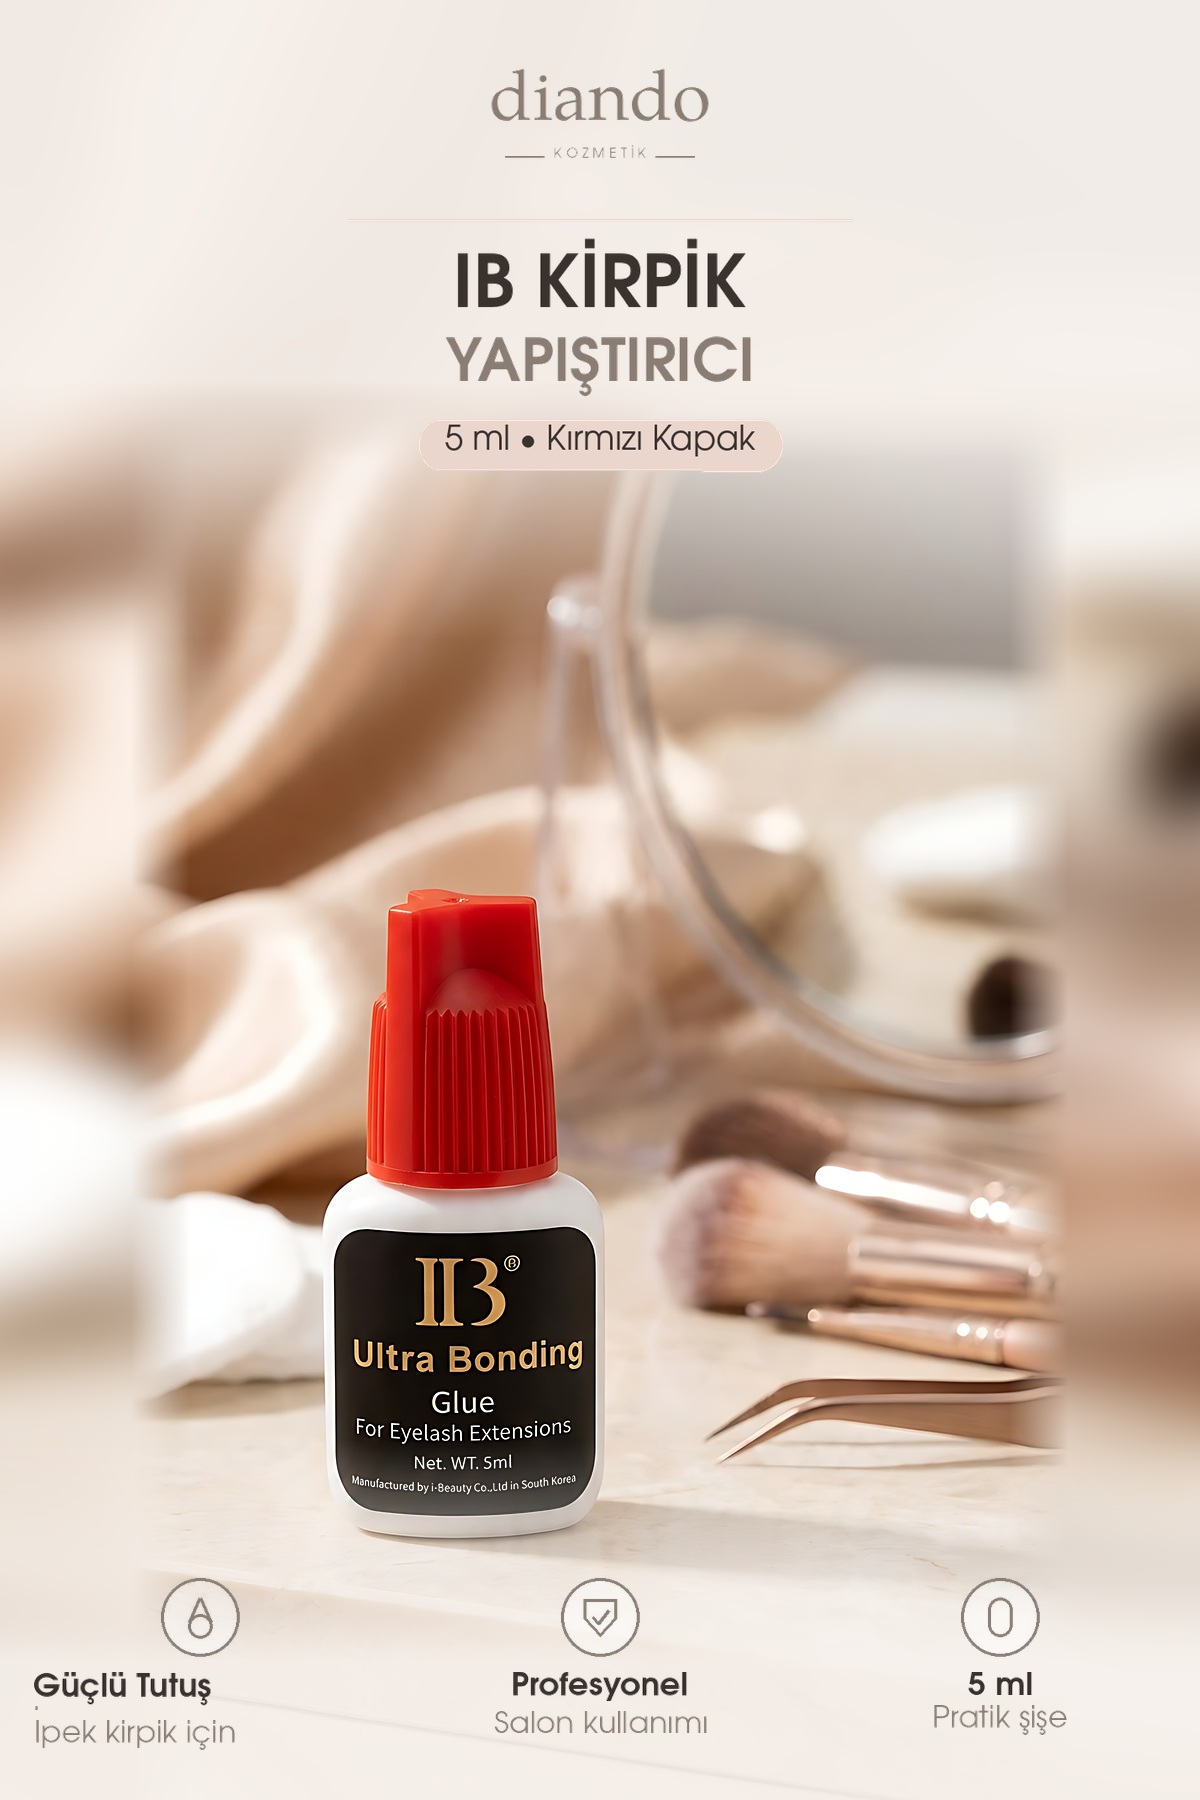 diando
KOZMETİK
IB KİRPİK
YAPIŞTIRICI
5 ml • Kırmızı Kapak
IB®
Ultra Bonding
Glue
For Eyelash Extensions
Net. WT. 5ml
Manufactured by i-Beauty Co.,Ltd in South Korea
Güçlü Tutuş
İpek kirpik için
Profesyonel
Salon kullanımı
5 ml
Pratik şişe